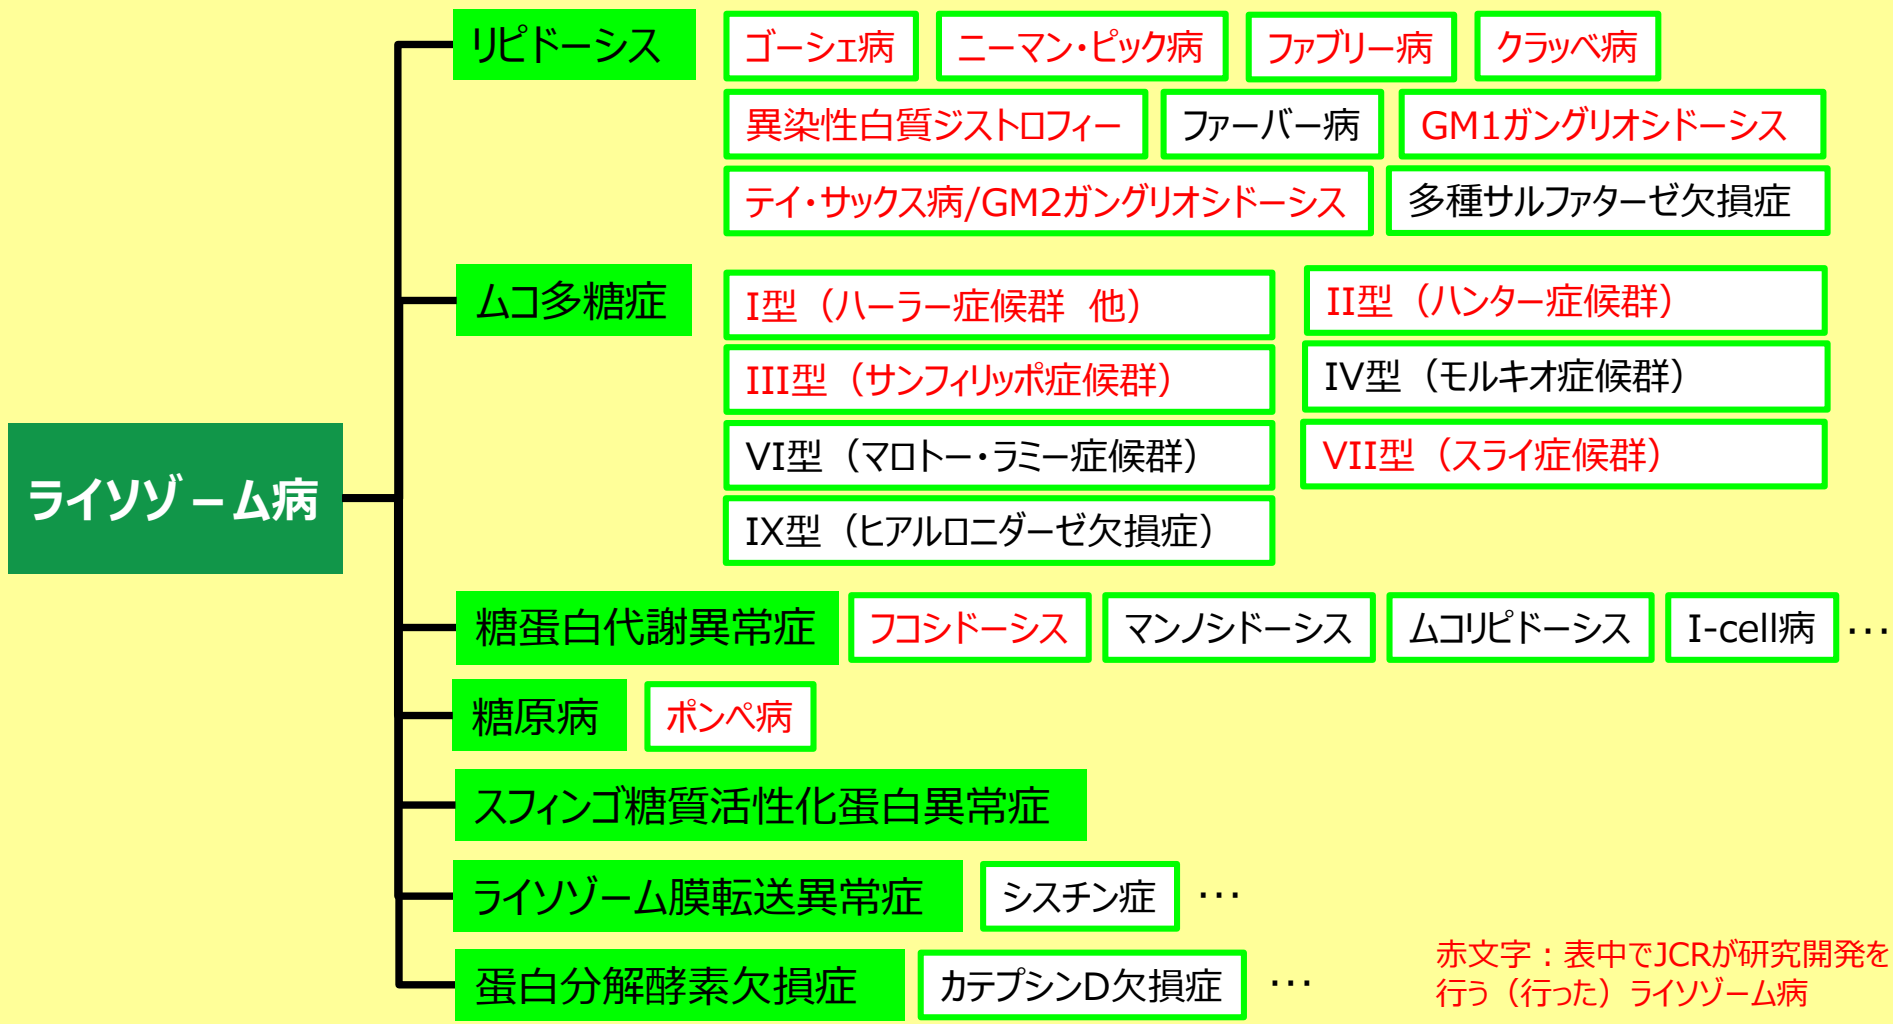 リピドーシス
ゴーシェ病
ニーマン・ピック病
ファブリー病
クラッベ病
異染性白質ジストロフィー
ファーバー病
GM1ガングリオシドーシス
テイ・サックス病/GM2ガングリオシドーシス
多種サルファターゼ欠損症
ムコ多糖症
I型（ハーラー症候群 他）
II型（ハンター症候群）
III型（サンフィリッポ症候群）
IV型（モルキオ症候群）
VI型（マロトー・ラミー症候群）
VII型（スライ症候群）
IX型（ヒアルロニダーゼ欠損症）
ライソゾーム病
糖蛋白代謝異常症
フコシドーシス
マンノシドーシス
ムコリピドーシス
I-cell病
…
糖原病
ポンペ病
スフィンゴ糖質活性化蛋白異常症
ライソゾーム膜転送異常症
シスチン症
…
蛋白分解酵素欠損症
カテプシンD欠損症
…
赤文字：表中でJCRが研究開発を
行う（行った）ライソゾーム病